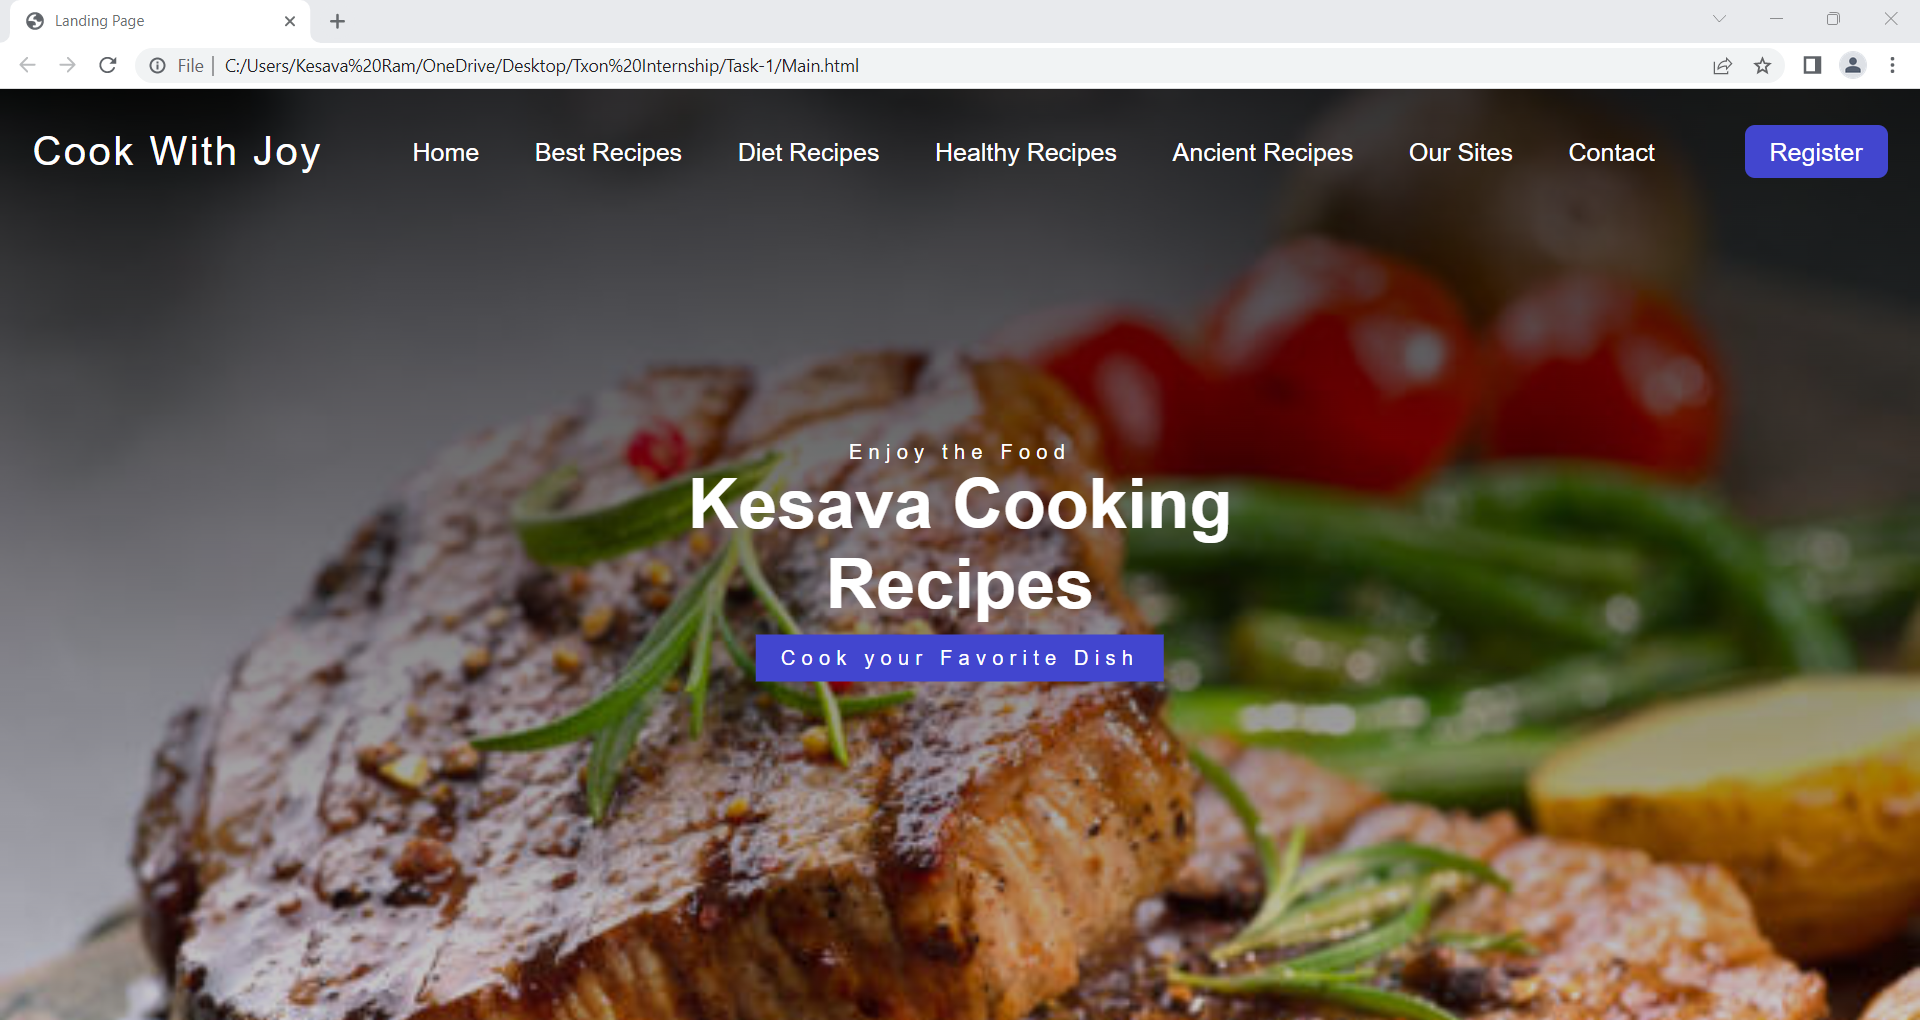 Landing Page
File | C:/Users/Kesava%20Ram/OneDrive/Desktop/Txon%20Internship/Task-1/Main.html
Cook With Joy Home Best Recipes Diet Recipes Healthy Recipes Ancient Recipes Our Sites Contact Register
Enjoy the Food
Kesava Cooking
Recipes
Cook your Favorite Dish